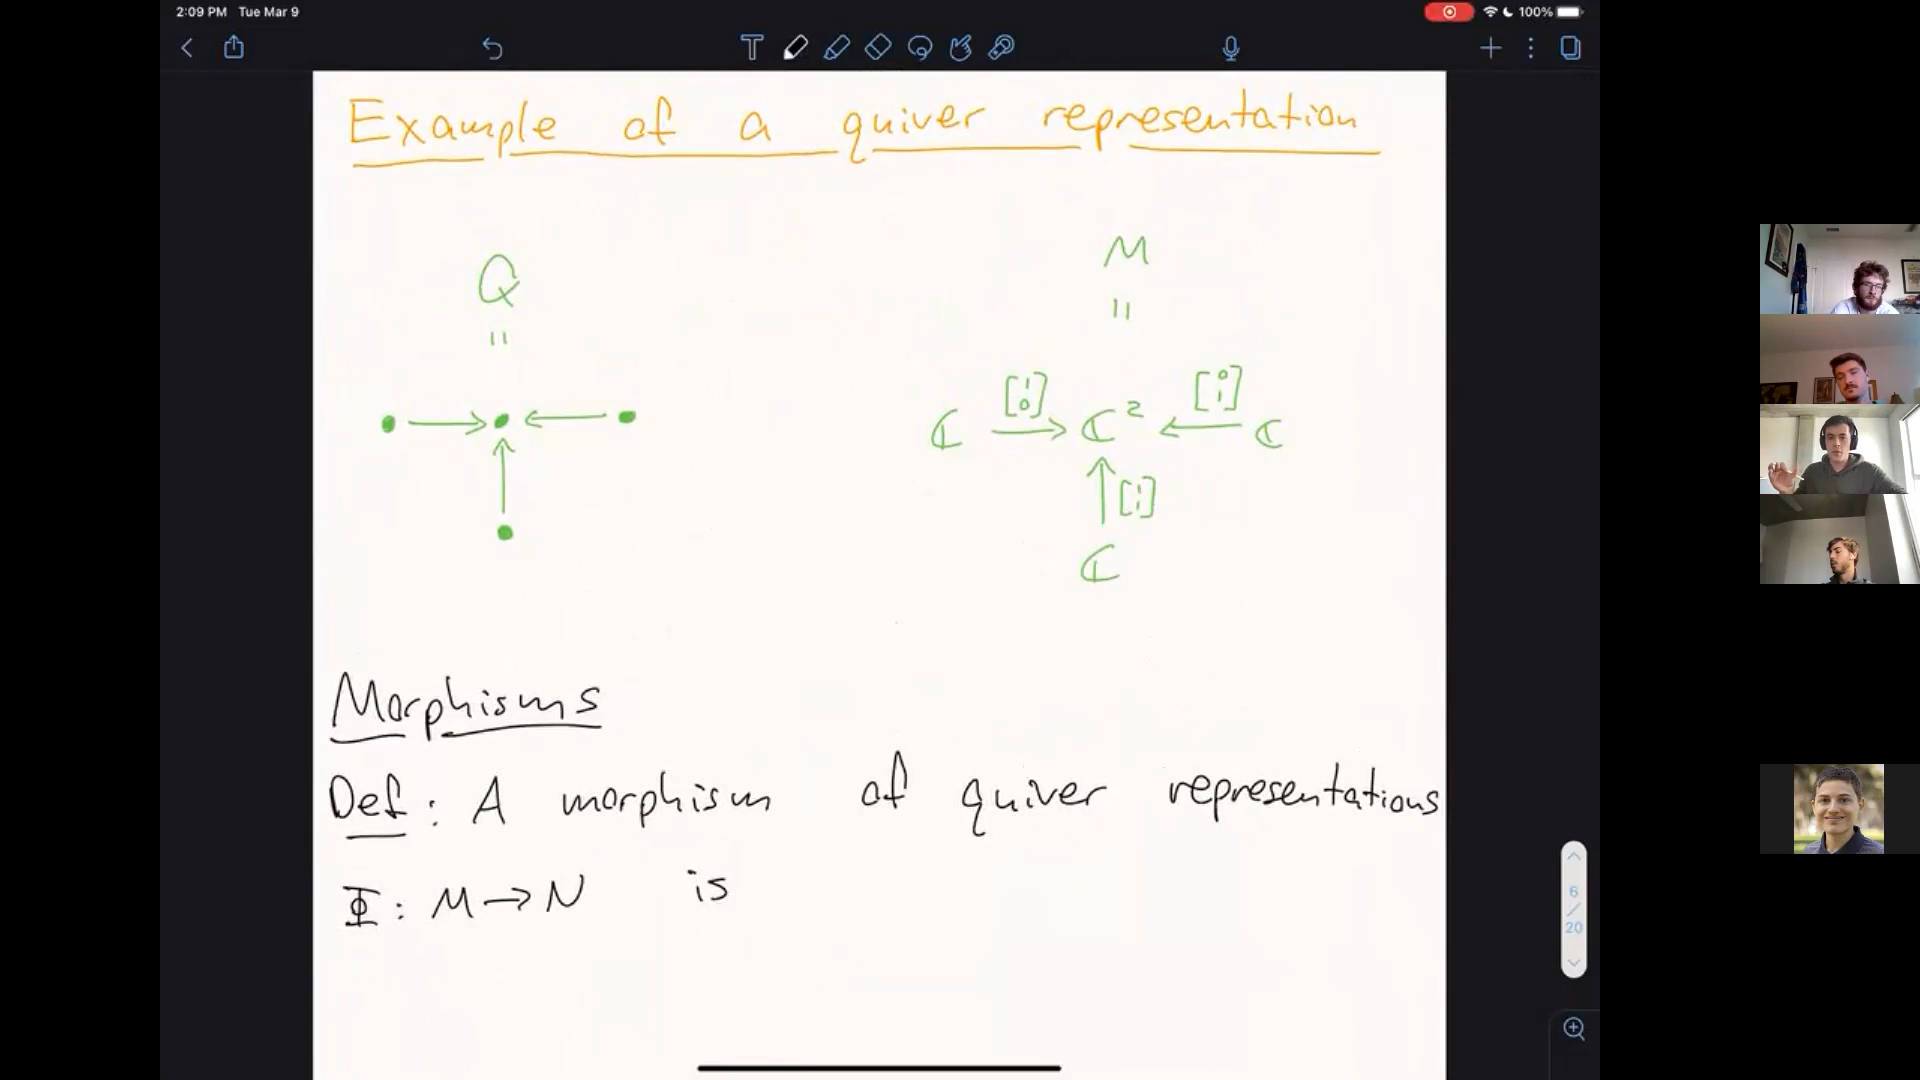 2:09 PM Tue Mar 9
100%
Example of a quiver representation
Q
M
=
=
[1 0]
[0 1]
ℂ → ℂ² ← ℂ
[1 1]
ℂ
Morphisms
Def: A morphism of quiver representations
Φ: M → N is
6
/
20